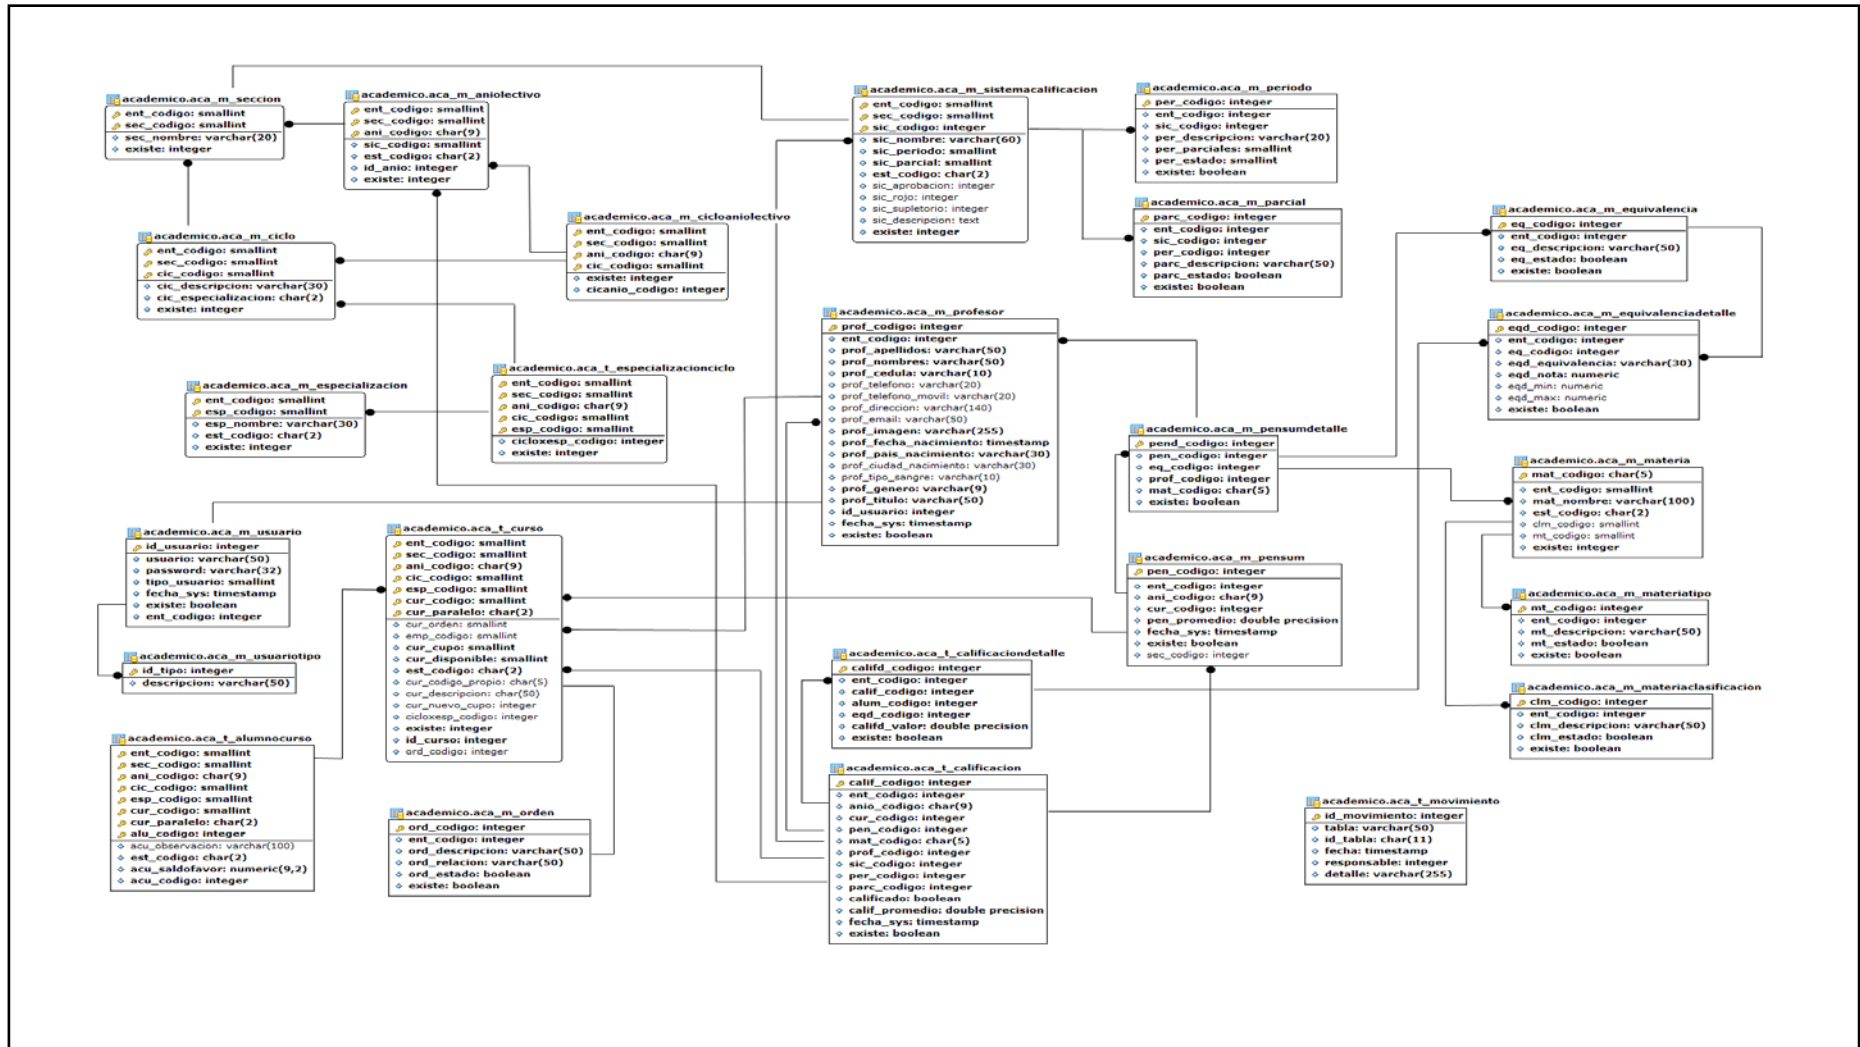 academico.aca_m_seccion
ent_codigo: smallint
sec_codigo: smallint
sec_nombre: varchar(20)
existe: integer
academico.aca_m_aniolectivo
ent_codigo: smallint
sec_codigo: smallint
ani_codigo: char(9)
sic_codigo: smallint
est_codigo: char(2)
id_anio: integer
existe: integer
academico.aca_m_sistemacalificacion
ent_codigo: smallint
sec_codigo: smallint
sic_codigo: integer
sic_nombre: varchar(60)
sic_periodo: smallint
sic_parcial: smallint
est_codigo: char(2)
sic_aprobacion: integer
sic_rojo: integer
sic_supletorio: integer
sic_descripcion: text
existe: integer
academico.aca_m_periodo
per_codigo: integer
ent_codigo: integer
sic_codigo: integer
per_descripcion: varchar(20)
per_parciales: smallint
per_estado: smallint
existe: boolean
academico.aca_m_parcial
parc_codigo: integer
ent_codigo: integer
sic_codigo: integer
per_codigo: integer
parc_descripcion: varchar(50)
parc_estado: boolean
existe: boolean
academico.aca_m_equivalencia
eq_codigo: integer
ent_codigo: integer
eq_descripcion: varchar(50)
eq_estado: boolean
existe: boolean
academico.aca_m_ciclo
ent_codigo: smallint
sec_codigo: smallint
cic_codigo: smallint
cic_descripcion: varchar(30)
cic_especializacion: char(2)
existe: integer
academico.aca_m_cicloaniolectivo
ent_codigo: smallint
sec_codigo: smallint
ani_codigo: char(9)
cic_codigo: smallint
existe: integer
cicanio_codigo: integer
academico.aca_m_profesor
prof_codigo: integer
ent_codigo: integer
prof_apellidos: varchar(50)
prof_nombres: varchar(50)
prof_cedula: varchar(10)
prof_telefono: varchar(20)
prof_telefono_movil: varchar(20)
prof_direccion: varchar(140)
prof_email: varchar(50)
prof_imagen: varchar(255)
prof_fecha_nacimiento: timestamp
prof_pais_nacimiento: varchar(30)
prof_ciudad_nacimiento: varchar(30)
prof_tipo_sangre: varchar(10)
prof_genero: varchar(9)
prof_titulo: varchar(50)
id_usuario: integer
fecha_sys: timestamp
existe: boolean
academico.aca_m_equivalenciadetalle
eqd_codigo: integer
ent_codigo: integer
eq_codigo: integer
eqd_equivalencia: varchar(30)
eqd_nota: numeric
eqd_min: numeric
eqd_max: numeric
existe: boolean
academico.aca_m_especializacion
ent_codigo: smallint
esp_codigo: smallint
esp_nombre: varchar(30)
est_codigo: char(2)
existe: integer
academico.aca_t_especializacionciclo
ent_codigo: smallint
sec_codigo: smallint
ani_codigo: char(9)
cic_codigo: smallint
esp_codigo: smallint
cicloxesp_codigo: integer
existe: integer
academico.aca_m_pensumdetalle
pend_codigo: integer
pen_codigo: integer
eq_codigo: integer
prof_codigo: integer
mat_codigo: char(5)
existe: boolean
academico.aca_m_materia
mat_codigo: char(5)
ent_codigo: smallint
mat_nombre: varchar(100)
est_codigo: char(2)
clm_codigo: smallint
mt_codigo: smallint
existe: integer
academico.aca_m_usuario
id_usuario: integer
usuario: varchar(50)
password: varchar(32)
tipo_usuario: smallint
fecha_sys: timestamp
existe: boolean
ent_codigo: integer
academico.aca_t_curso
ent_codigo: smallint
sec_codigo: smallint
ani_codigo: char(9)
cic_codigo: smallint
esp_codigo: smallint
cur_codigo: smallint
cur_paralelo: char(2)
cur_orden: smallint
emp_codigo: smallint
cur_cupo: smallint
cur_disponible: smallint
est_codigo: char(2)
cur_codigo_propio: char(5)
cur_descripcion: char(50)
cur_nuevo_cupo: integer
cicloxesp_codigo: integer
existe: integer
id_curso: integer
ord_codigo: integer
academico.aca_m_pensum
pen_codigo: integer
ent_codigo: integer
ani_codigo: char(9)
cur_codigo: integer
pen_promedio: double precision
fecha_sys: timestamp
existe: boolean
sec_codigo: integer
academico.aca_m_materiatipo
mt_codigo: integer
ent_codigo: integer
mt_descripcion: varchar(50)
mt_estado: boolean
existe: boolean
academico.aca_m_usuariotipo
id_tipo: integer
descripcion: varchar(50)
academico.aca_t_calificaciondetalle
califd_codigo: integer
ent_codigo: integer
calif_codigo: integer
alum_codigo: integer
eqd_codigo: integer
califd_valor: double precision
existe: boolean
academico.aca_m_materiaclasificacion
clm_codigo: integer
ent_codigo: integer
clm_descripcion: varchar(50)
clm_estado: boolean
existe: boolean
academico.aca_t_alumnocurso
ent_codigo: smallint
sec_codigo: smallint
ani_codigo: char(9)
cic_codigo: smallint
esp_codigo: smallint
cur_codigo: smallint
cur_paralelo: char(2)
alu_codigo: integer
acu_observacion: varchar(100)
est_codigo: char(2)
acu_saldofavor: numeric(9,2)
acu_codigo: integer
academico.aca_m_orden
ord_codigo: integer
ent_codigo: integer
ord_descripcion: varchar(50)
ord_relacion: varchar(50)
ord_estado: boolean
existe: boolean
academico.aca_t_calificacion
calif_codigo: integer
ent_codigo: integer
anio_codigo: char(9)
cur_codigo: integer
pen_codigo: integer
mat_codigo: char(5)
prof_codigo: integer
sic_codigo: integer
per_codigo: integer
parc_codigo: integer
calificado: boolean
calif_promedio: double precision
fecha_sys: timestamp
existe: boolean
academico.aca_t_movimiento
id_movimiento: integer
tabla: varchar(50)
id_tabla: char(11)
fecha: timestamp
responsable: integer
detalle: varchar(255)